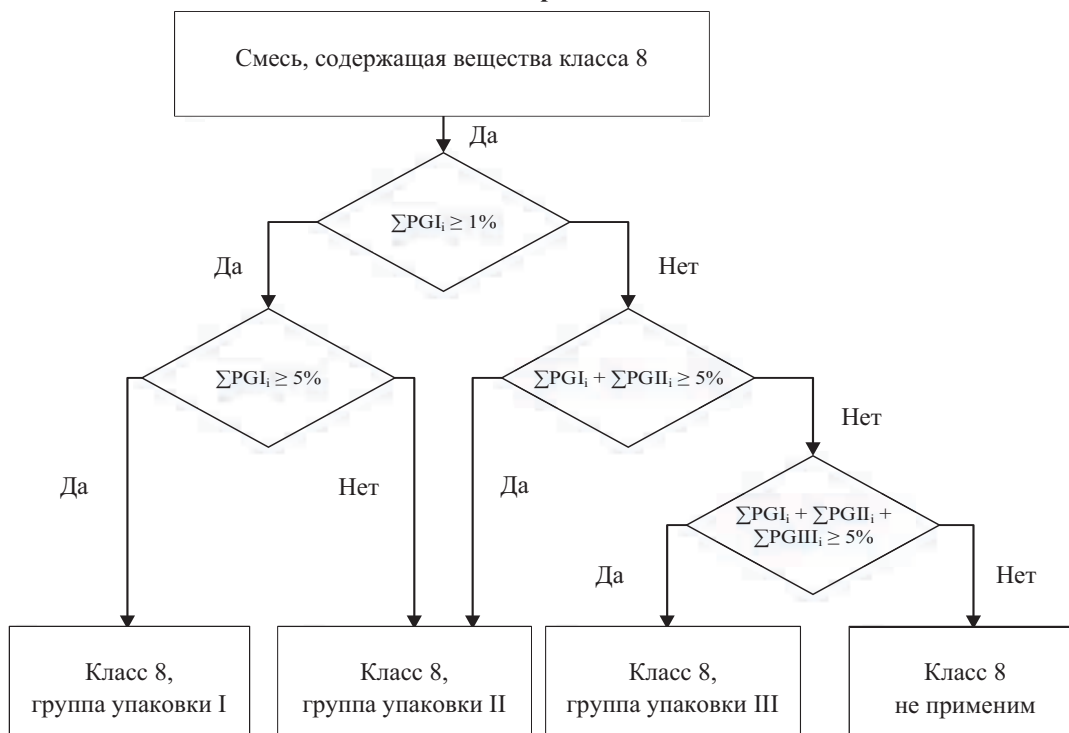 Смесь, содержащая вещества класса 8
Да
∑PGIᵢ ≥ 1%
Да
Нет
∑PGIᵢ ≥ 5%
∑PGIᵢ + ∑PGIIᵢ ≥ 5%
Нет
Да
Нет
Да
∑PGIᵢ + ∑PGIIᵢ +
∑PGIIIᵢ ≥ 5%
Да
Нет
Класс 8,
группа упаковки I
Класс 8,
группа упаковки II
Класс 8,
группа упаковки III
Класс 8
не применим